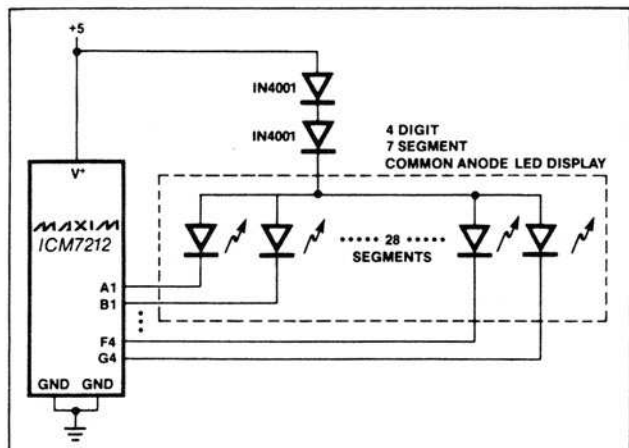 +5
IN4001
IN4001
4 DIGIT
7 SEGMENT
COMMON ANODE LED DISPLAY
V+
MAXIM
ICM7212
..... 28 .....
SEGMENTS
A1
B1
F4
G4
GND GND